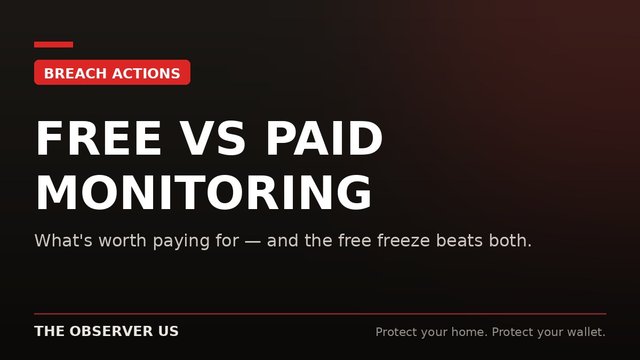 BREACH ACTIONS
FREE VS PAID
MONITORING
What's worth paying for — and the free freeze beats both.
THE OBSERVER US
Protect your home. Protect your wallet.